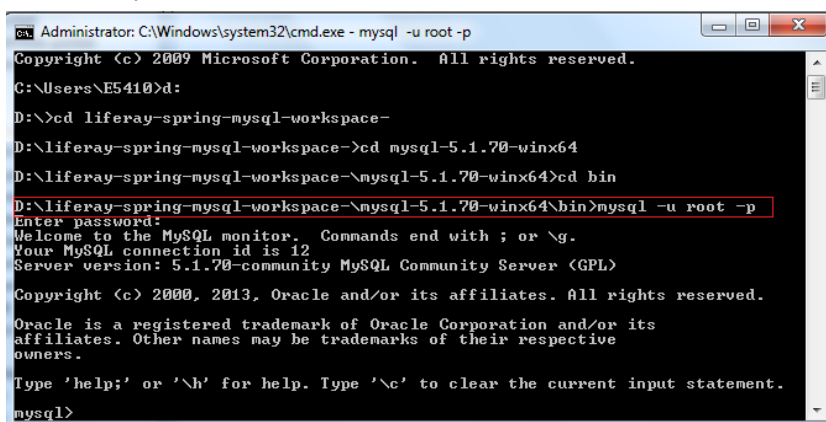 Administrator: C:\Windows\system32\cmd.exe - mysql -u root -p
Copyright (c) 2009 Microsoft Corporation. All rights reserved.
C:\Users\E5410>d:
D:\>cd liferay-spring-mysql-workspace-
D:\liferay-spring-mysql-workspace->cd mysql-5.1.70-winx64
D:\liferay-spring-mysql-workspace-\mysql-5.1.70-winx64>cd bin
D:\liferay-spring-mysql-workspace-\mysql-5.1.70-winx64\bin>mysql -u root -p
Enter password:
Welcome to the MySQL monitor. Commands end with ; or \g.
Your MySQL connection id is 12
Server version: 5.1.70-community MySQL Community Server (GPL)
Copyright (c) 2000, 2013, Oracle and/or its affiliates. All rights reserved.
Oracle is a registered trademark of Oracle Corporation and/or its
affiliates. Other names may be trademarks of their respective
owners.
Type 'help;' or '\h' for help. Type '\c' to clear the current input statement.
mysql>